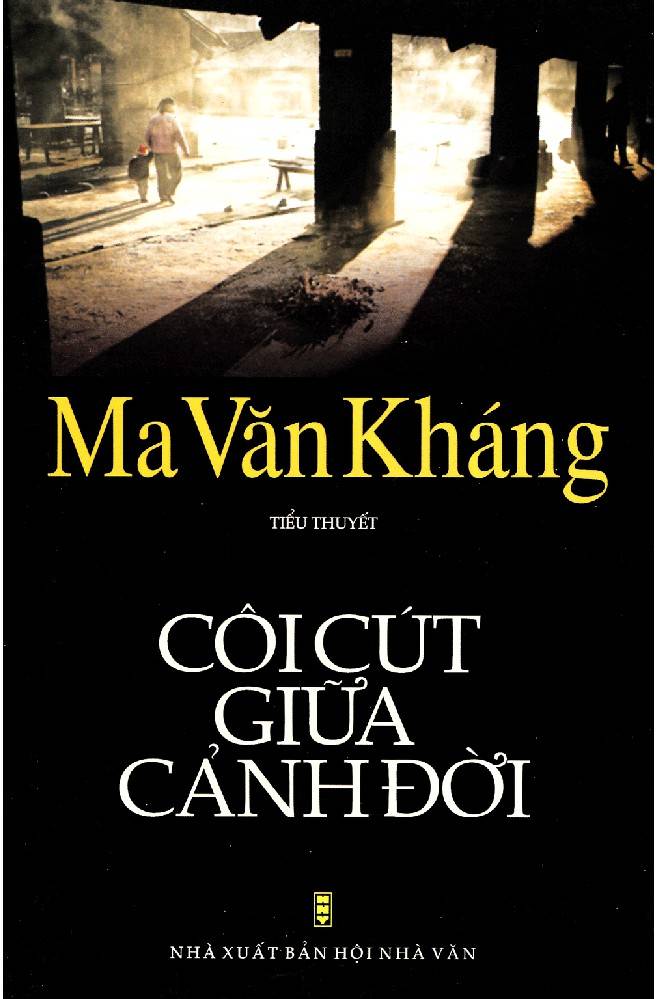 Ma Văn Kháng
TIỂU THUYẾT
CÔI CÚT
GIỮA
CẢNH ĐỜI
NHÀ XUẤT BẢN HỘI NHÀ VĂN